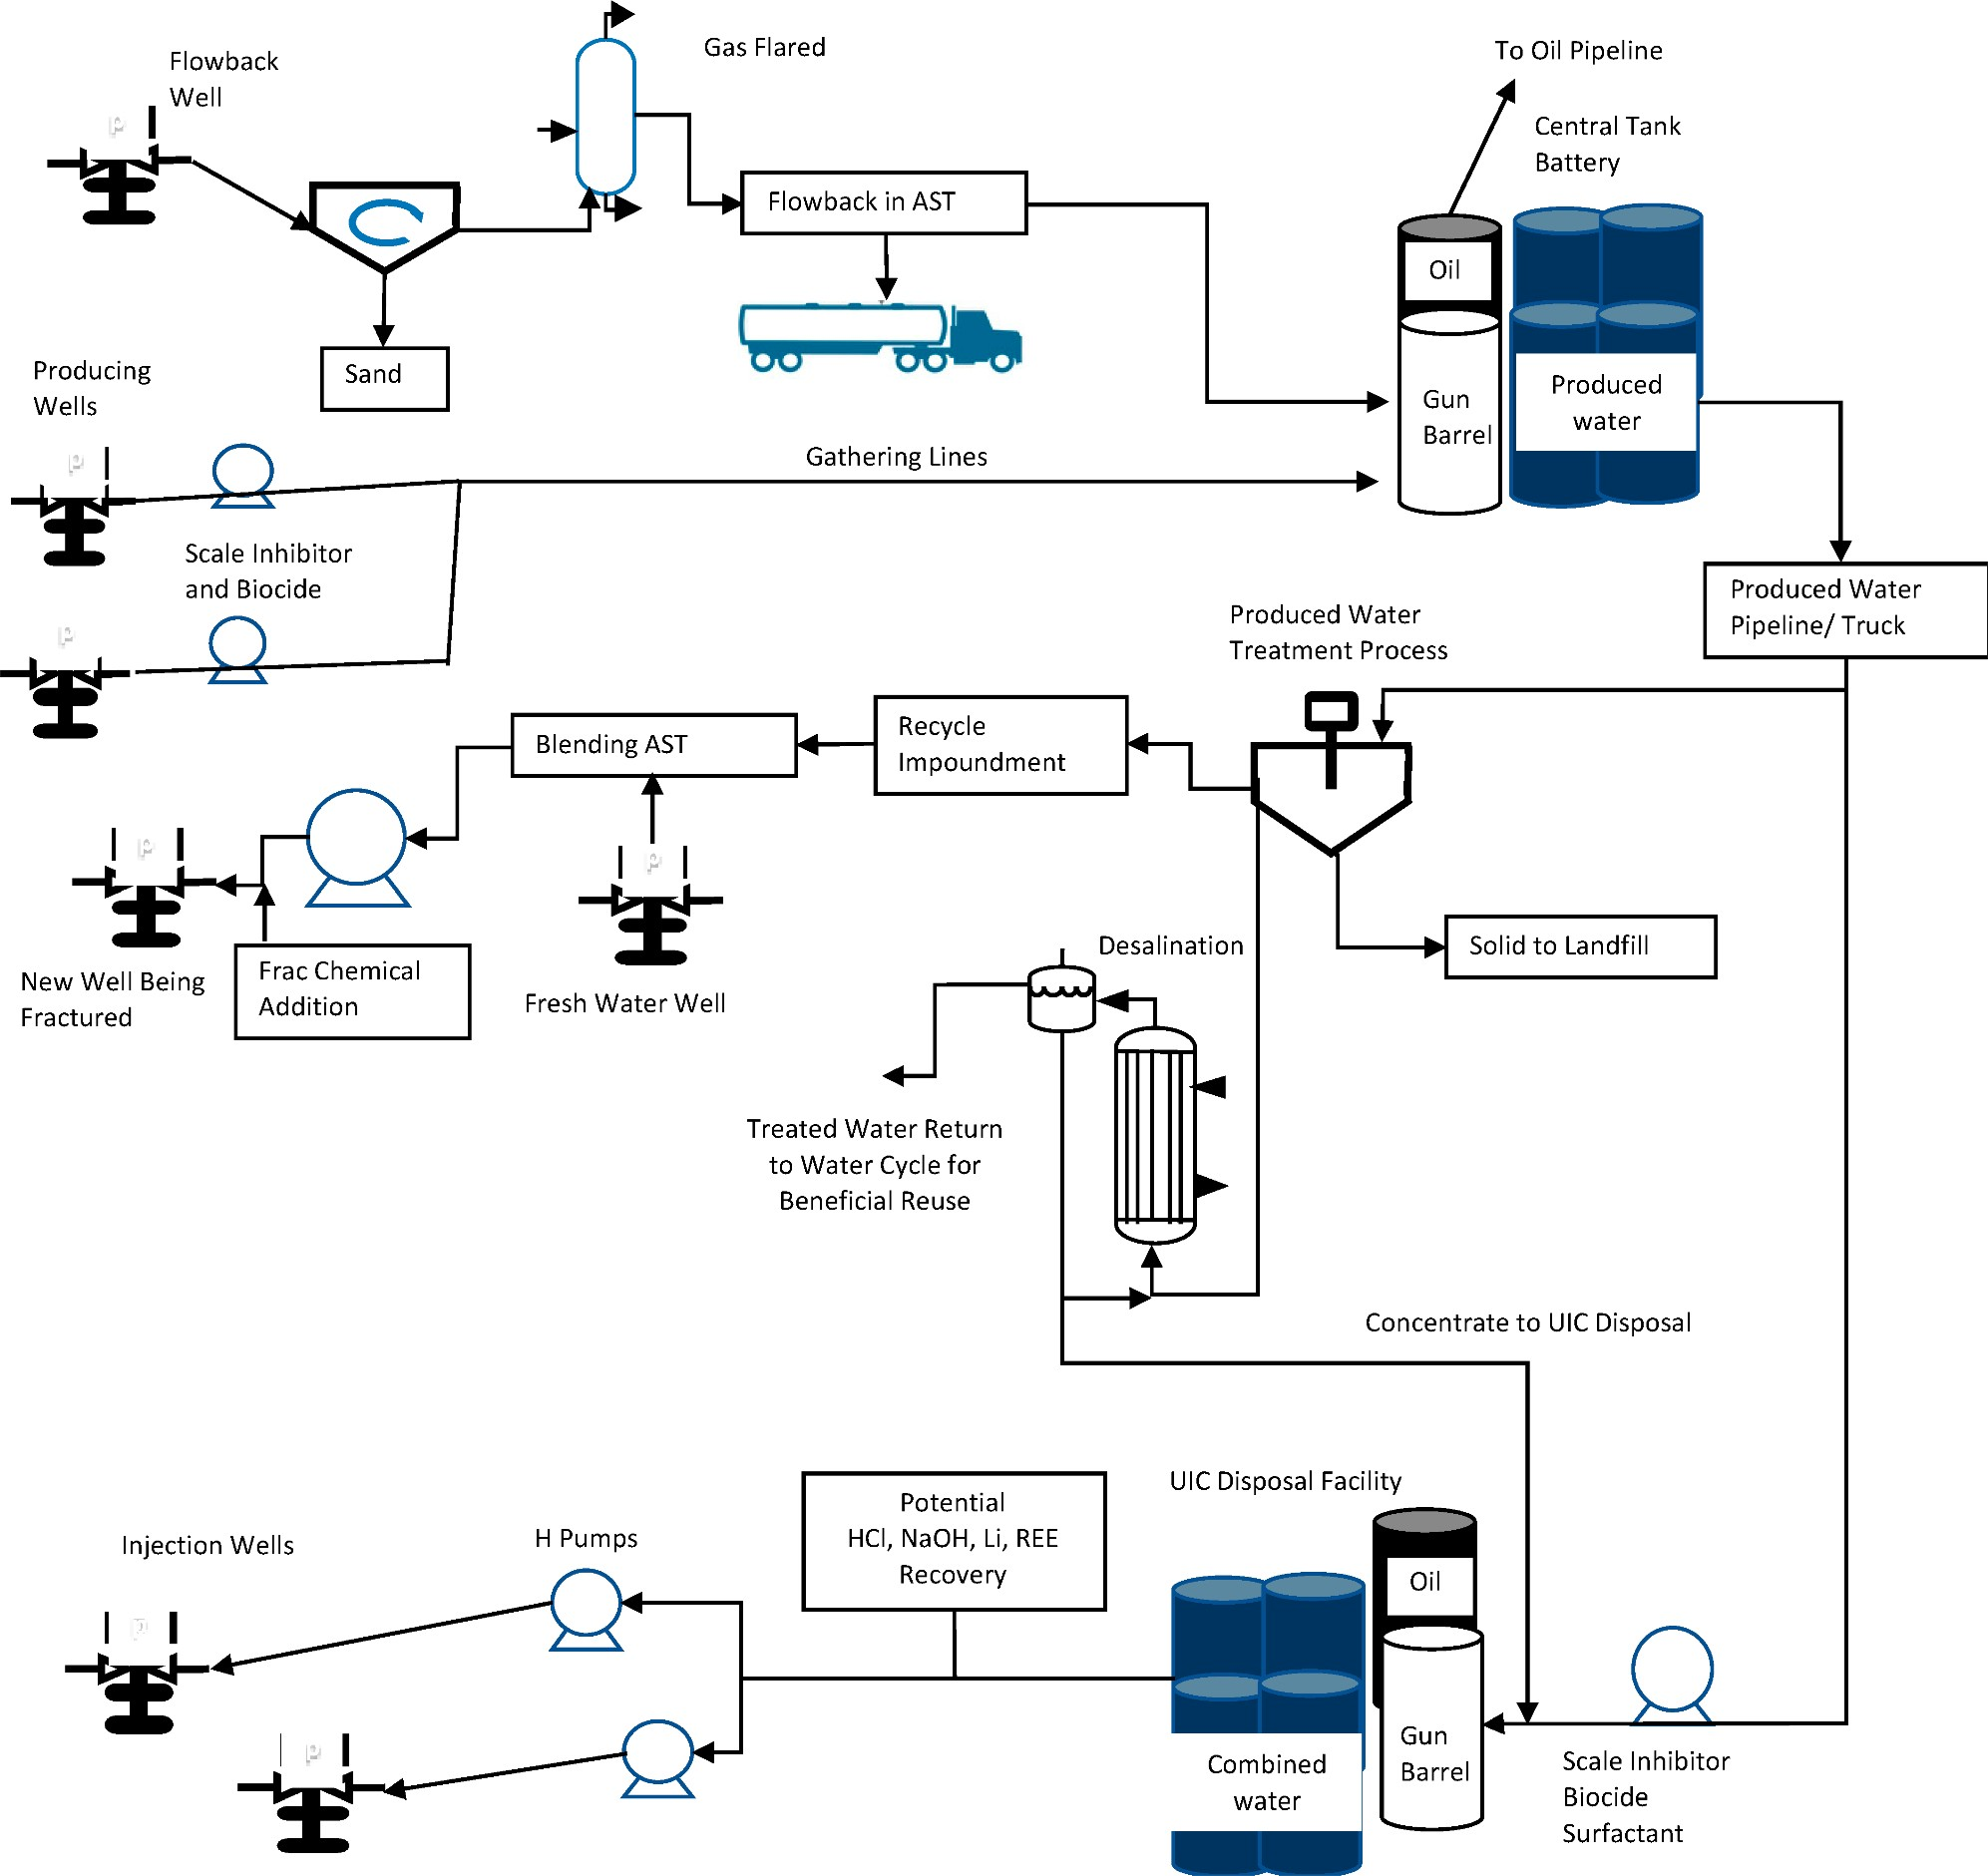 Flowback
Well
Gas Flared
To Oil Pipeline
Central Tank
Battery
Flowback in AST
Oil
Sand
Producing
Wells
Gun
Barrel
Produced
water
Gathering Lines
Scale Inhibitor
and Biocide
Produced Water
Pipeline/ Truck
Produced Water
Treatment Process
Recycle
Impoundment
Blending AST
P
P
P
P
P
P
P
New Well Being
Fractured
Frac Chemical
Addition
Fresh Water Well
Desalination
Solid to Landfill
Treated Water Return
to Water Cycle for
Beneficial Reuse
Concentrate to UIC Disposal
UIC Disposal Facility
Potential
HCl, NaOH, Li, REE
Recovery
Injection Wells
H Pumps
Oil
Gun
Barrel
Combined
water
Scale Inhibitor
Biocide
Surfactant